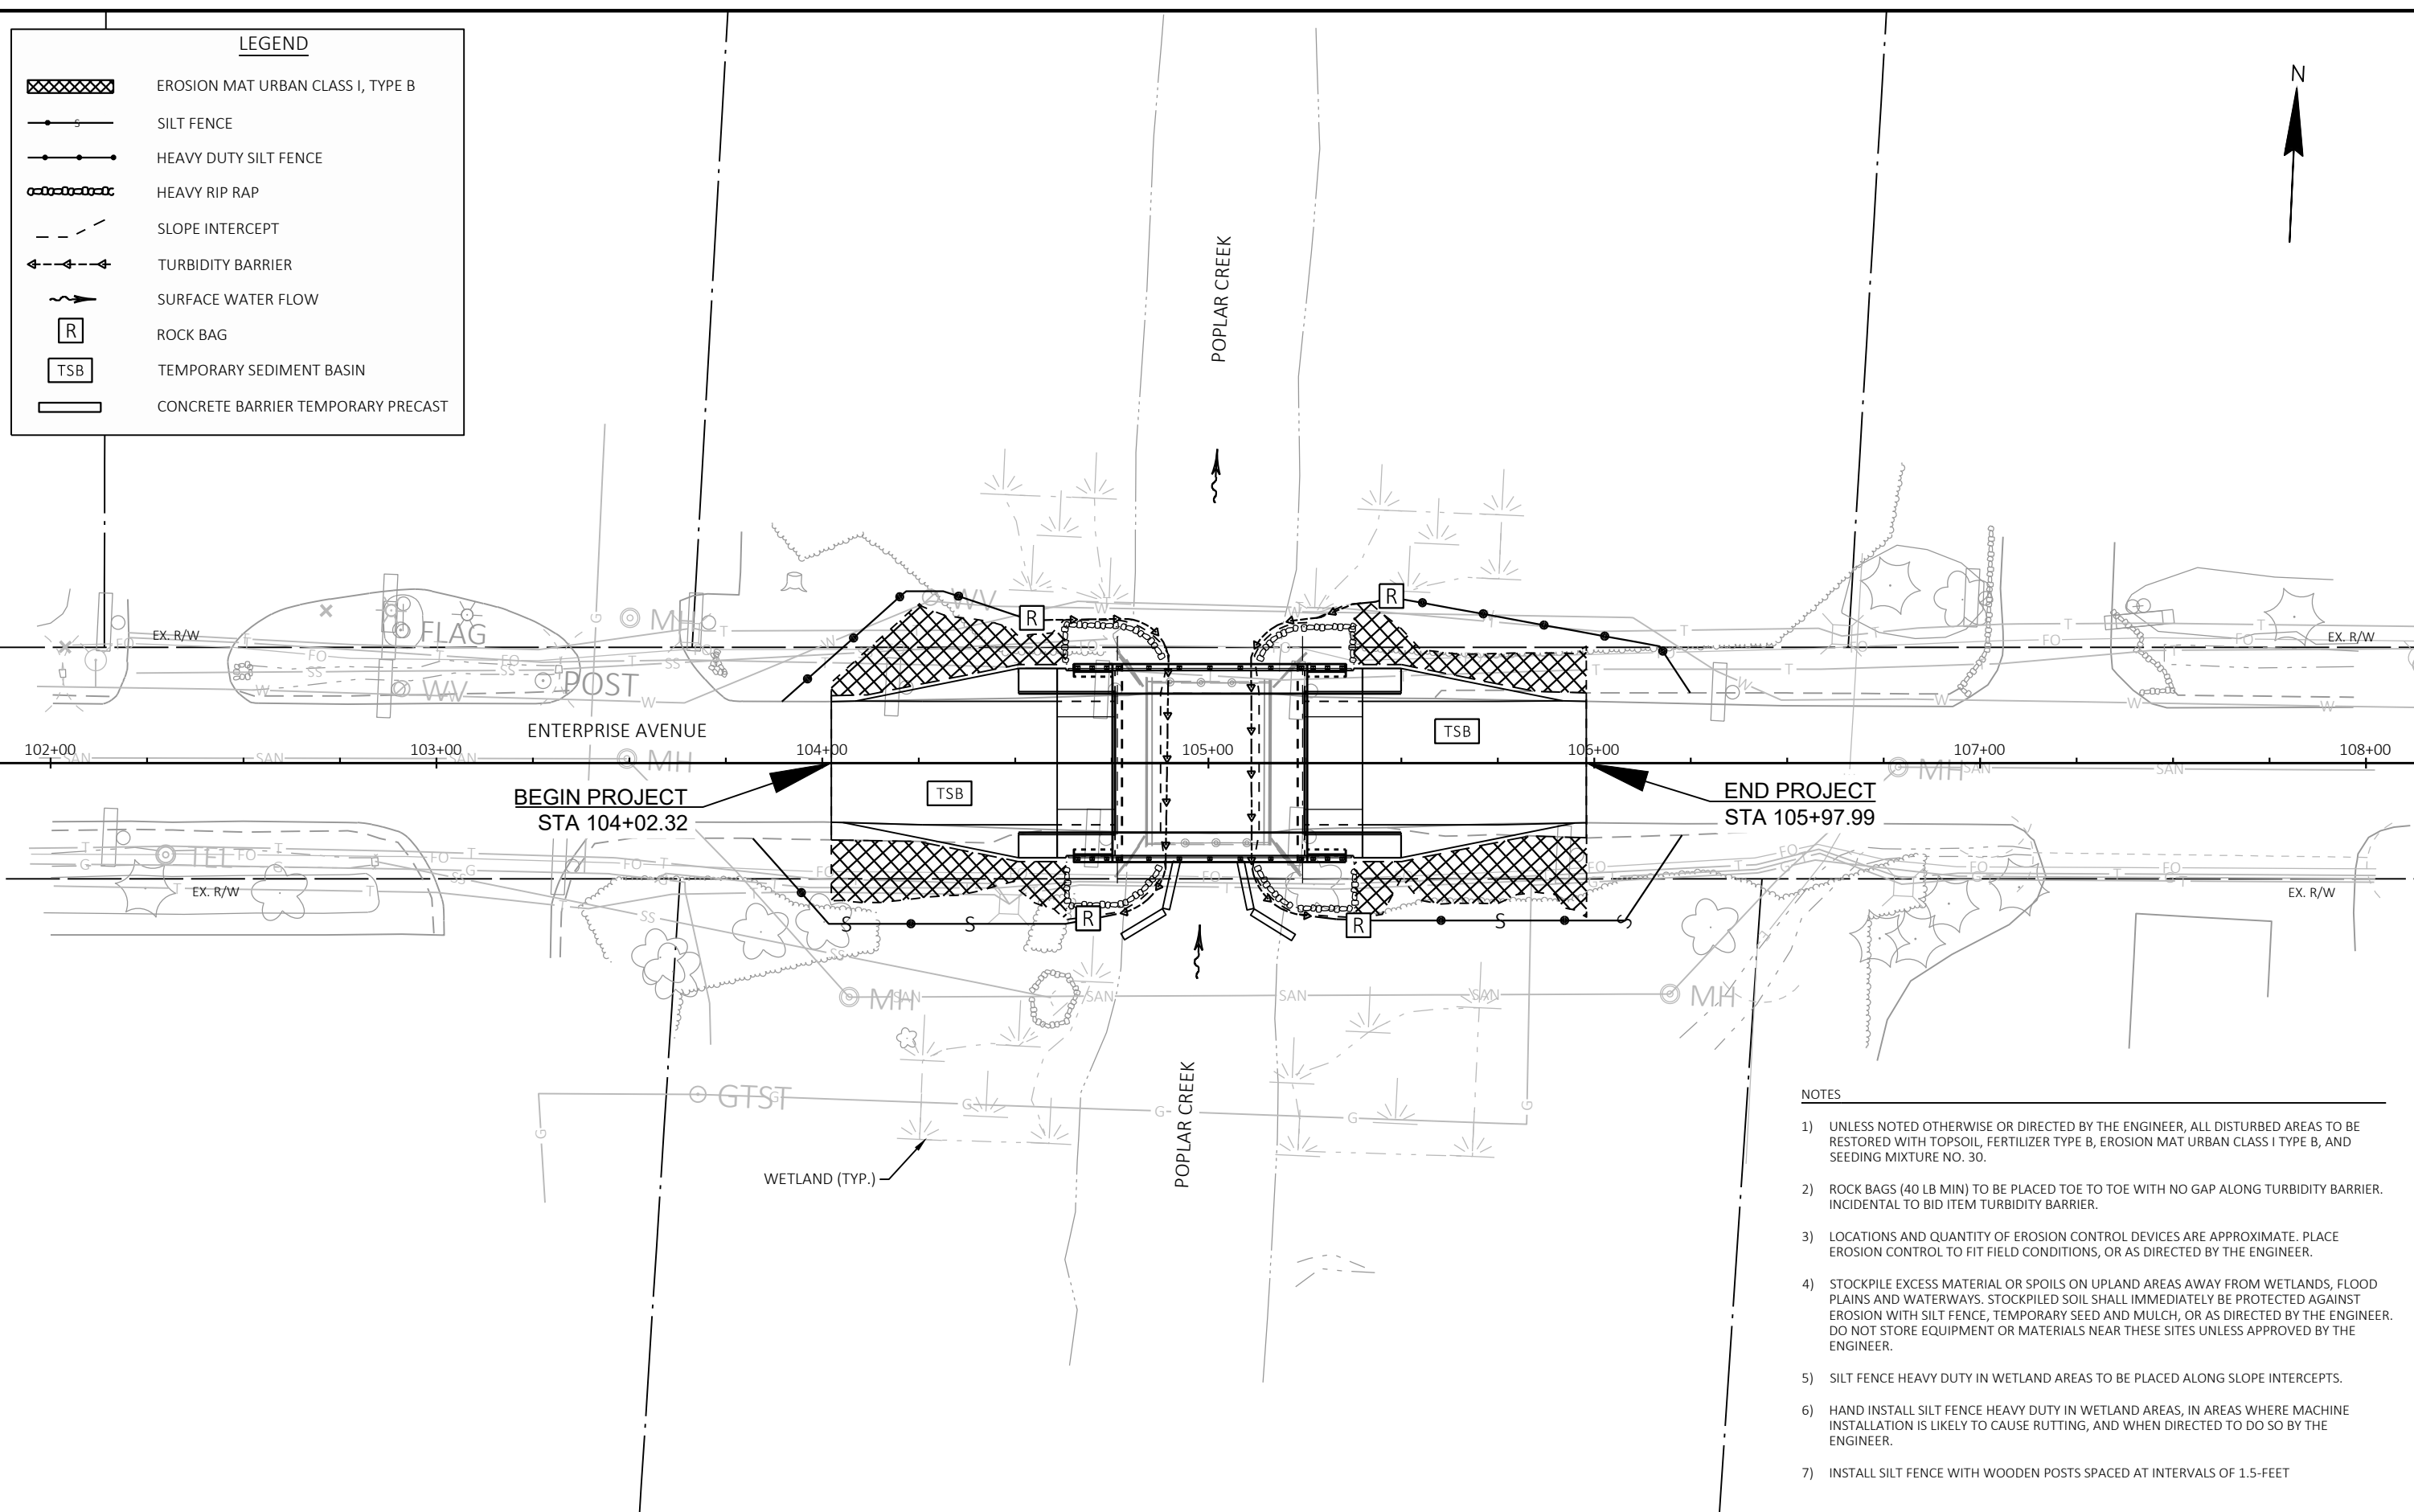 LEGEND
EROSION MAT URBAN CLASS I, TYPE B
S
SILT FENCE
HEAVY DUTY SILT FENCE
HEAVY RIP RAP
SLOPE INTERCEPT
TURBIDITY BARRIER
SURFACE WATER FLOW
R
ROCK BAG
TSB
TEMPORARY SEDIMENT BASIN
CONCRETE BARRIER TEMPORARY PRECAST
N
POPLAR CREEK
WV
R
R
MH
FLAG
EX. R/W
EX. R/W
WV
POST
ENTERPRISE AVENUE
TSB
102+00
103+00
104+00
105+00
106+00
107+00
108+00
SAN
SAN
SAN
MH
MH
SAN
SAN
BEGIN PROJECT
STA 104+02.32
TSB
END PROJECT
STA 105+97.99
TEL
EX. R/W
EX. R/W
S
S
R
R
S
S
MH
SAN
SAN
SAN
SAN
MH
GTST
G
G
G
G
POPLAR CREEK
WETLAND (TYP.)
NOTES
1) UNLESS NOTED OTHERWISE OR DIRECTED BY THE ENGINEER, ALL DISTURBED AREAS TO BE
RESTORED WITH TOPSOIL, FERTILIZER TYPE B, EROSION MAT URBAN CLASS I TYPE B, AND
SEEDING MIXTURE NO. 30.
2) ROCK BAGS (40 LB MIN) TO BE PLACED TOE TO TOE WITH NO GAP ALONG TURBIDITY BARRIER.
INCIDENTAL TO BID ITEM TURBIDITY BARRIER.
3) LOCATIONS AND QUANTITY OF EROSION CONTROL DEVICES ARE APPROXIMATE. PLACE
EROSION CONTROL TO FIT FIELD CONDITIONS, OR AS DIRECTED BY THE ENGINEER.
4) STOCKPILE EXCESS MATERIAL OR SPOILS ON UPLAND AREAS AWAY FROM WETLANDS, FLOOD
PLAINS AND WATERWAYS. STOCKPILED SOIL SHALL IMMEDIATELY BE PROTECTED AGAINST
EROSION WITH SILT FENCE, TEMPORARY SEED AND MULCH, OR AS DIRECTED BY THE ENGINEER.
DO NOT STORE EQUIPMENT OR MATERIALS NEAR THESE SITES UNLESS APPROVED BY THE
ENGINEER.
5) SILT FENCE HEAVY DUTY IN WETLAND AREAS TO BE PLACED ALONG SLOPE INTERCEPTS.
6) HAND INSTALL SILT FENCE HEAVY DUTY IN WETLAND AREAS, IN AREAS WHERE MACHINE
INSTALLATION IS LIKELY TO CAUSE RUTTING, AND WHEN DIRECTED TO DO SO BY THE
ENGINEER.
7) INSTALL SILT FENCE WITH WOODEN POSTS SPACED AT INTERVALS OF 1.5-FEET